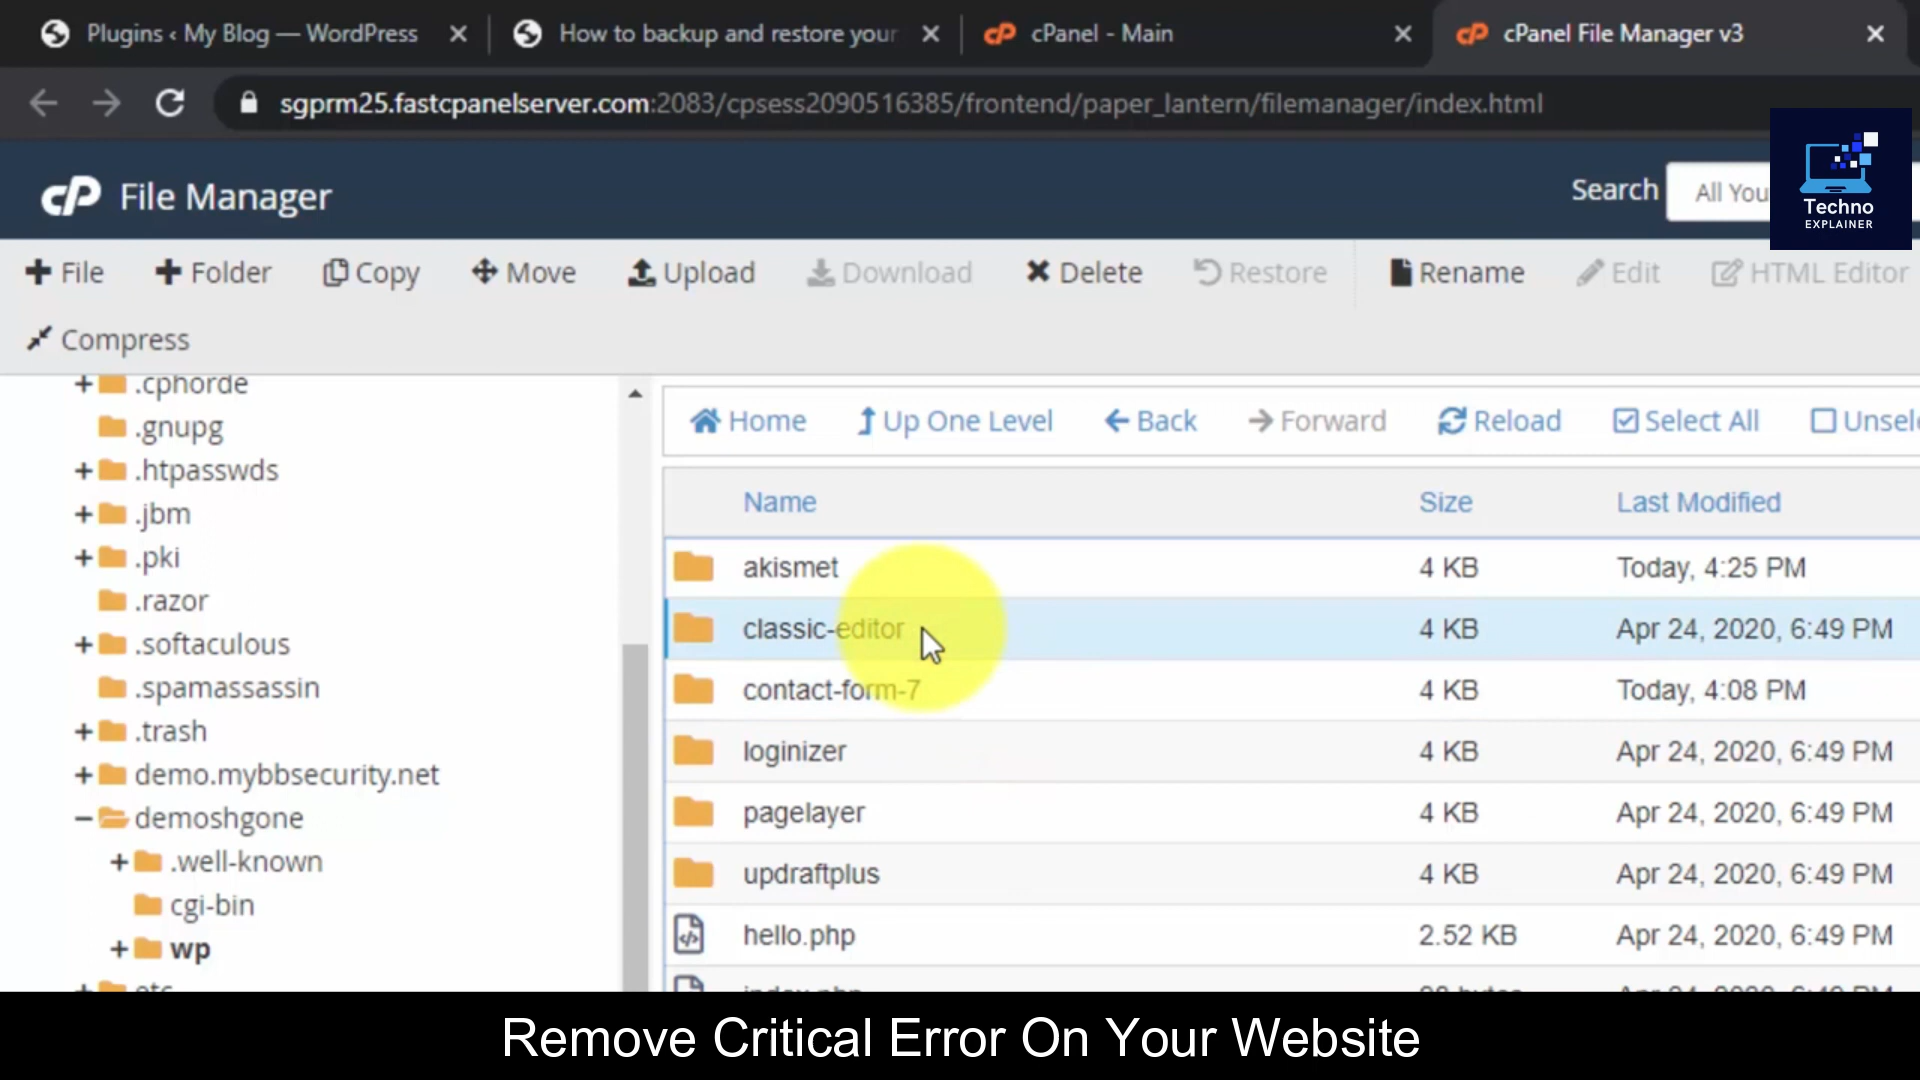 Plugins ‹ My Blog — WordPress
How to backup and restore your
cPanel - Main
cPanel File Manager v3
sgprm25.fastcpanelserver.com:2083/cpsess2090516385/frontend/paper_lantern/filemanager/index.html
cP File Manager
Search
All You
Techno
EXPLAINER
File Folder Copy Move Upload Download Delete Restore Rename Edit HTML Editor
Compress
.cphorde
.gnupg
.htpasswds
.jbm
.pki
.razor
.softaculous
.spamassassin
.trash
demo.mybbsecurity.net
demoshgone
.well-known
cgi-bin
wp
etc
Home Up One Level Back Forward Reload Select All Unsele
Name Size Last Modified
akismet 4 KB Today, 4:25 PM
classic-editor 4 KB Apr 24, 2020, 6:49 PM
contact-form-7 4 KB Today, 4:08 PM
loginizer 4 KB Apr 24, 2020, 6:49 PM
pagelayer 4 KB Apr 24, 2020, 6:49 PM
updraftplus 4 KB Apr 24, 2020, 6:49 PM
hello.php 2.52 KB Apr 24, 2020, 6:49 PM
index.php
Remove Critical Error On Your Website